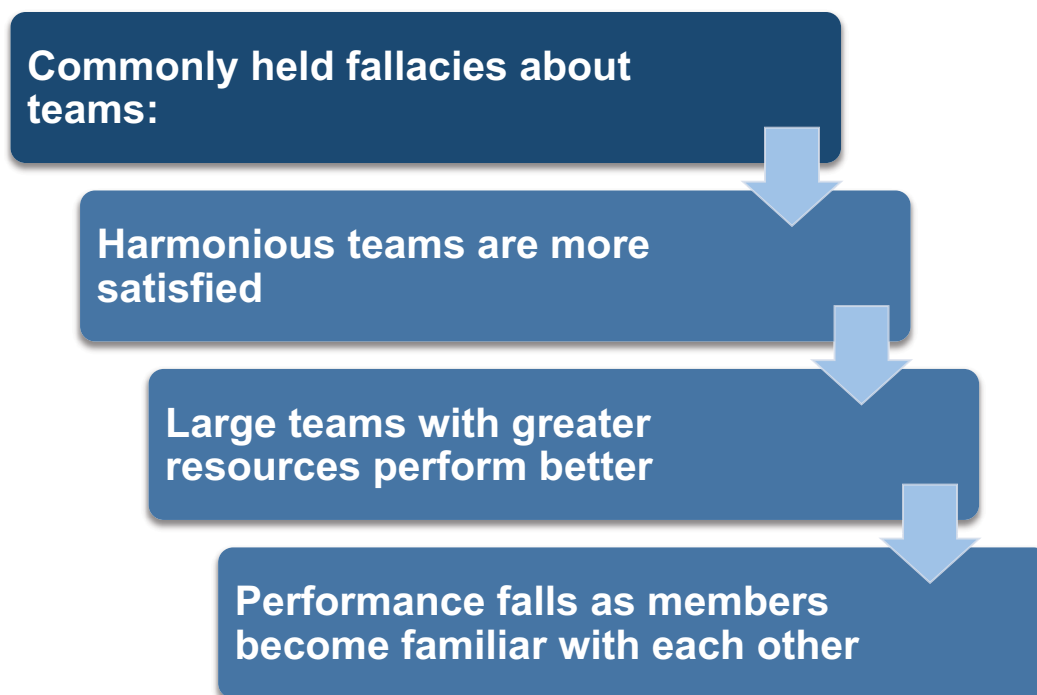 Commonly held fallacies about
teams:
Harmonious teams are more
satisfied
Large teams with greater
resources perform better
Performance falls as members
become familiar with each other